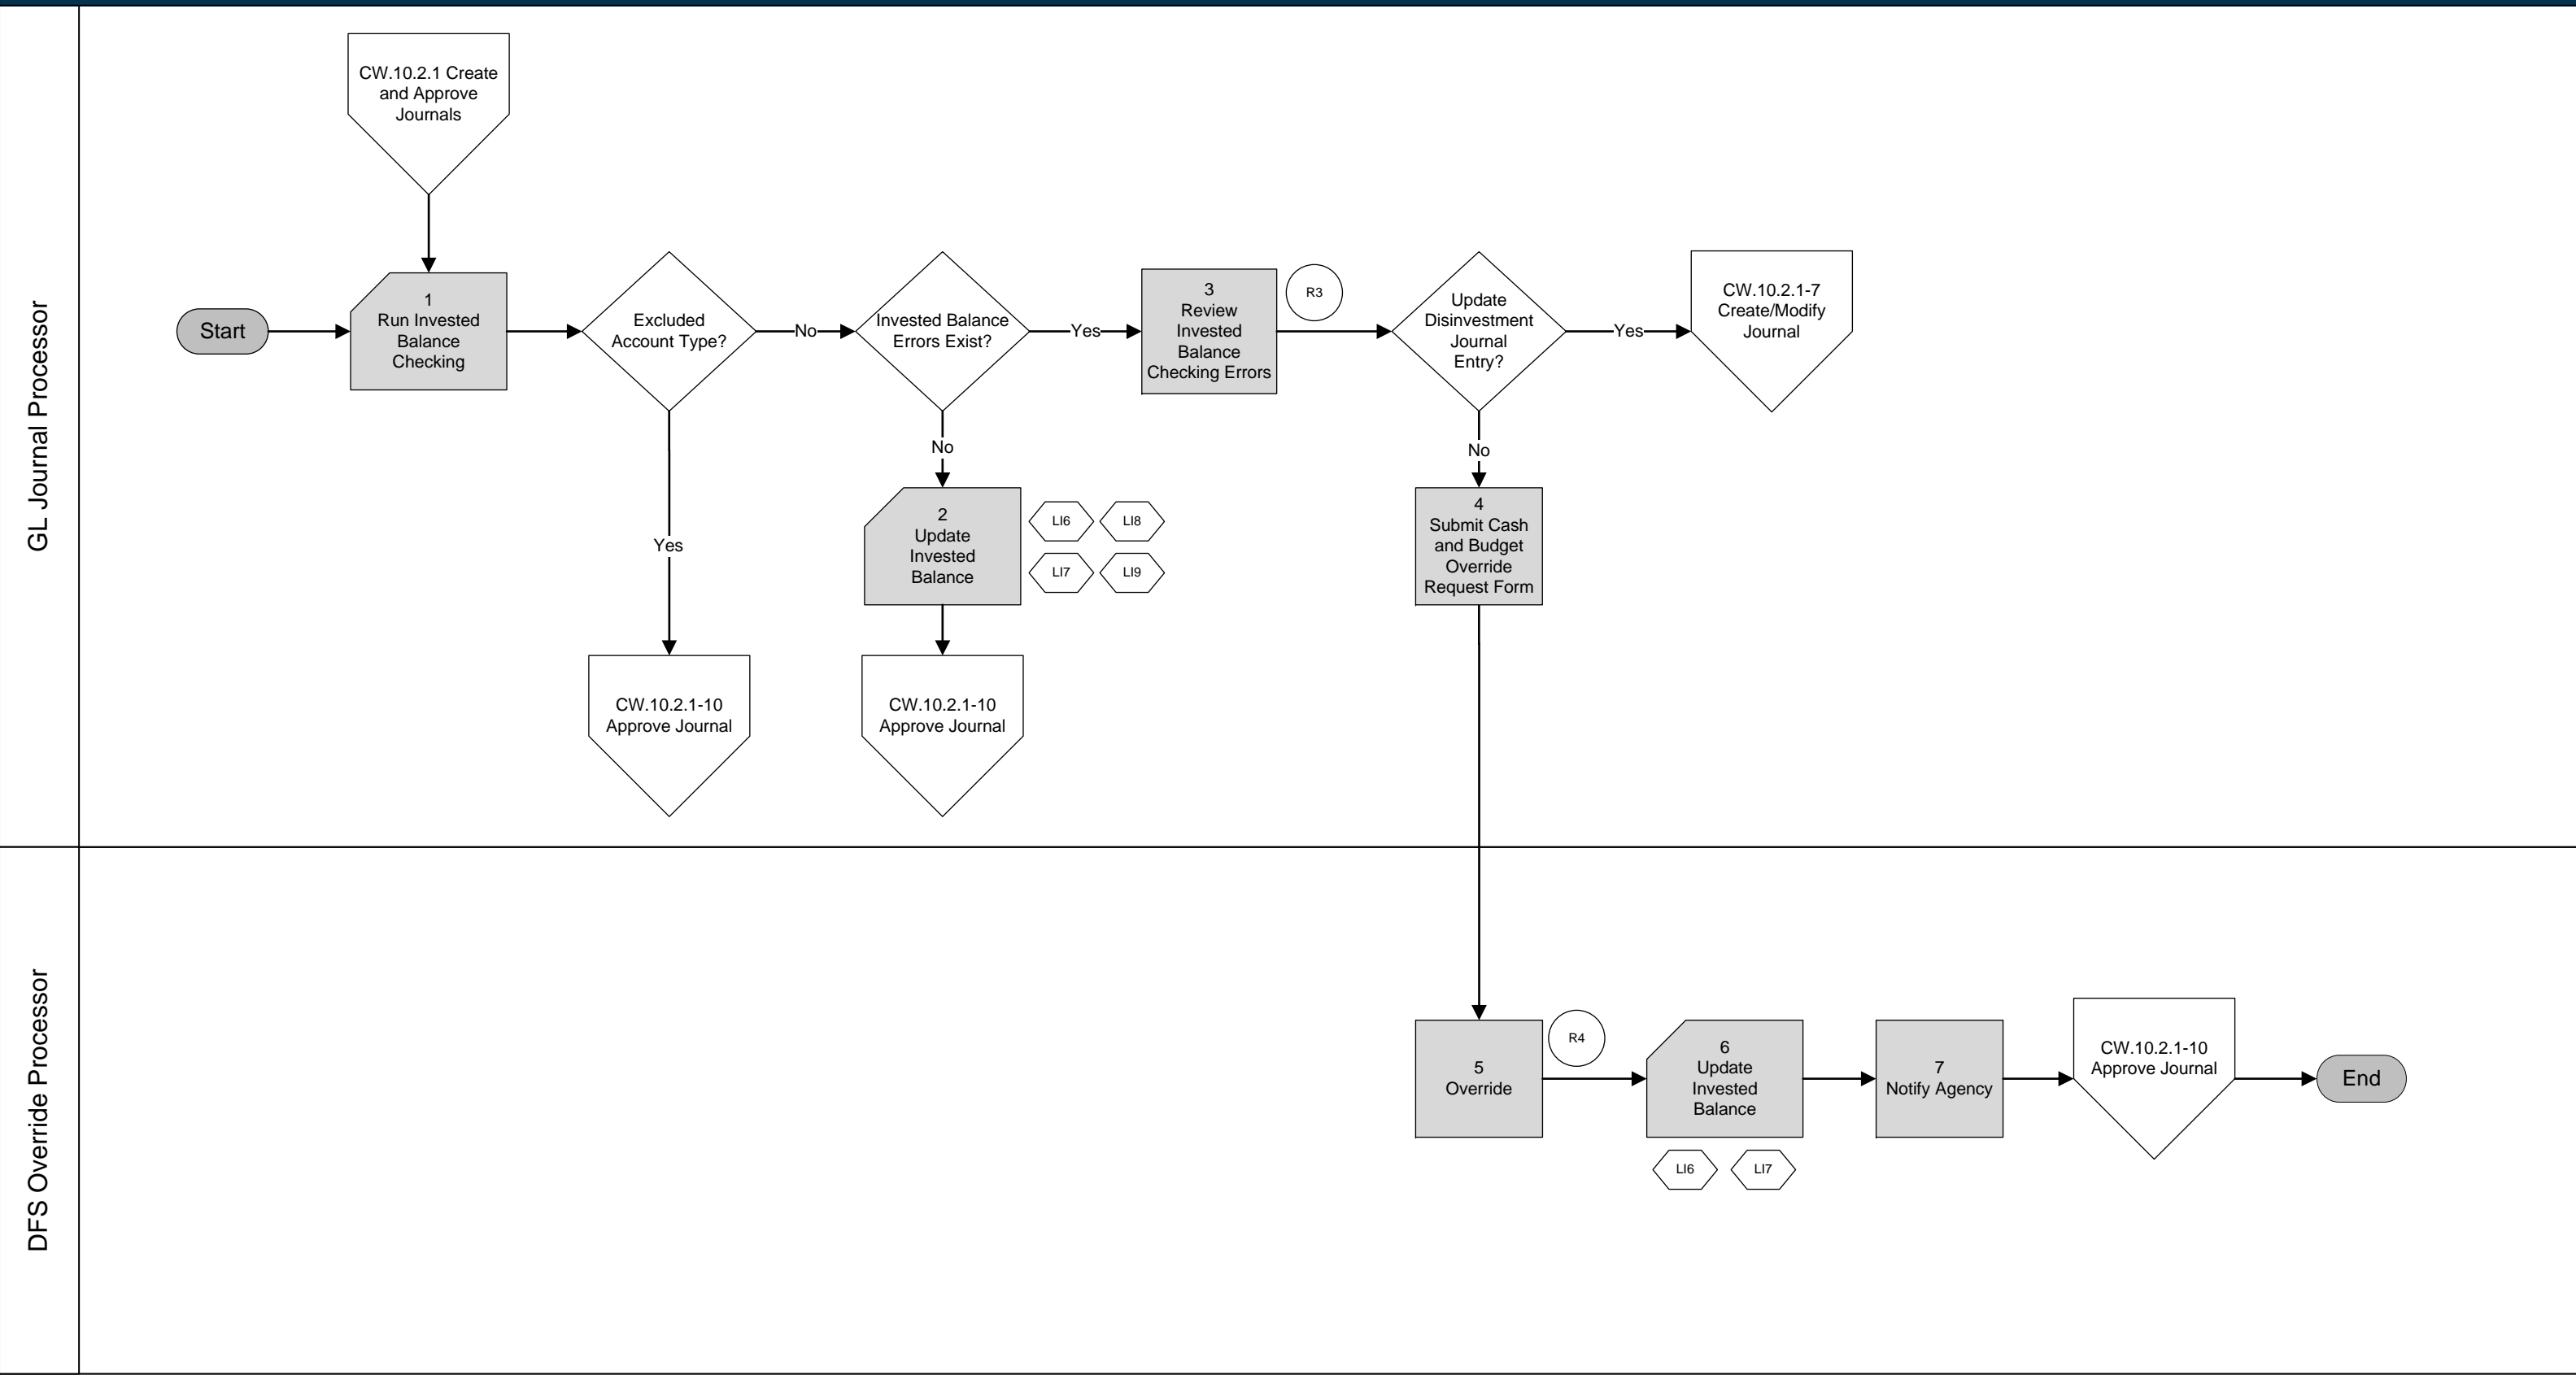 GL Journal Processor
CW.10.2.1 Create
and Approve
Journals
Start
1
Run Invested
Balance
Checking
Excluded
Account Type?
No
Invested Balance
Errors Exist?
Yes
3
Review
Invested
Balance
Checking Errors
R3
Update
Disinvestment
Journal
Entry?
Yes
CW.10.2.1-7
Create/Modify
Journal
Yes
No
No
2
Update
Invested
Balance
LI6
LI8
LI7
LI9
4
Submit Cash
and Budget
Override
Request Form
CW.10.2.1-10
Approve Journal
CW.10.2.1-10
Approve Journal
DFS Override Processor
5
Override
R4
6
Update
Invested
Balance
LI6
LI7
7
Notify Agency
CW.10.2.1-10
Approve Journal
End